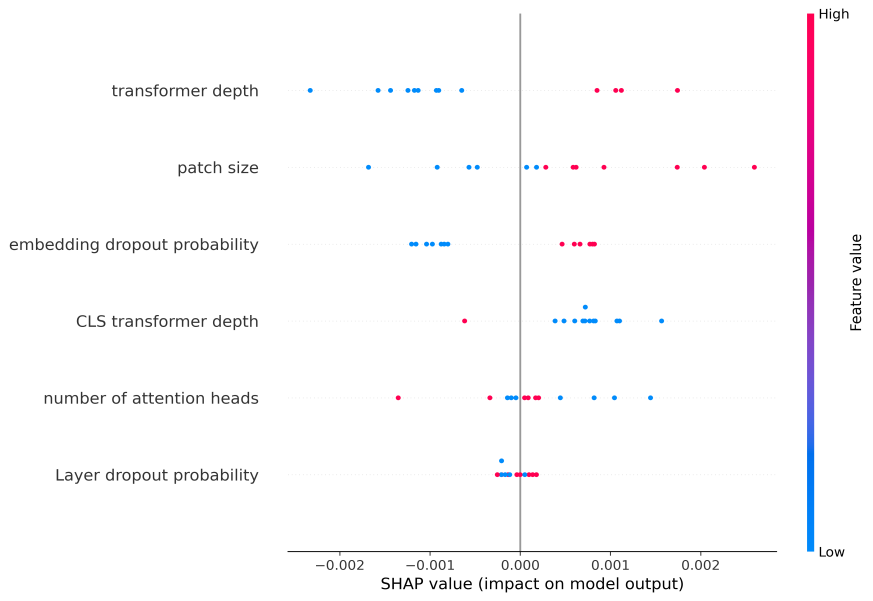 High
transformer depth
patch size
embedding dropout probability
CLS transformer depth
number of attention heads
Layer dropout probability
Feature value
Low
−0.002 −0.001 0.000 0.001 0.002
SHAP value (impact on model output)